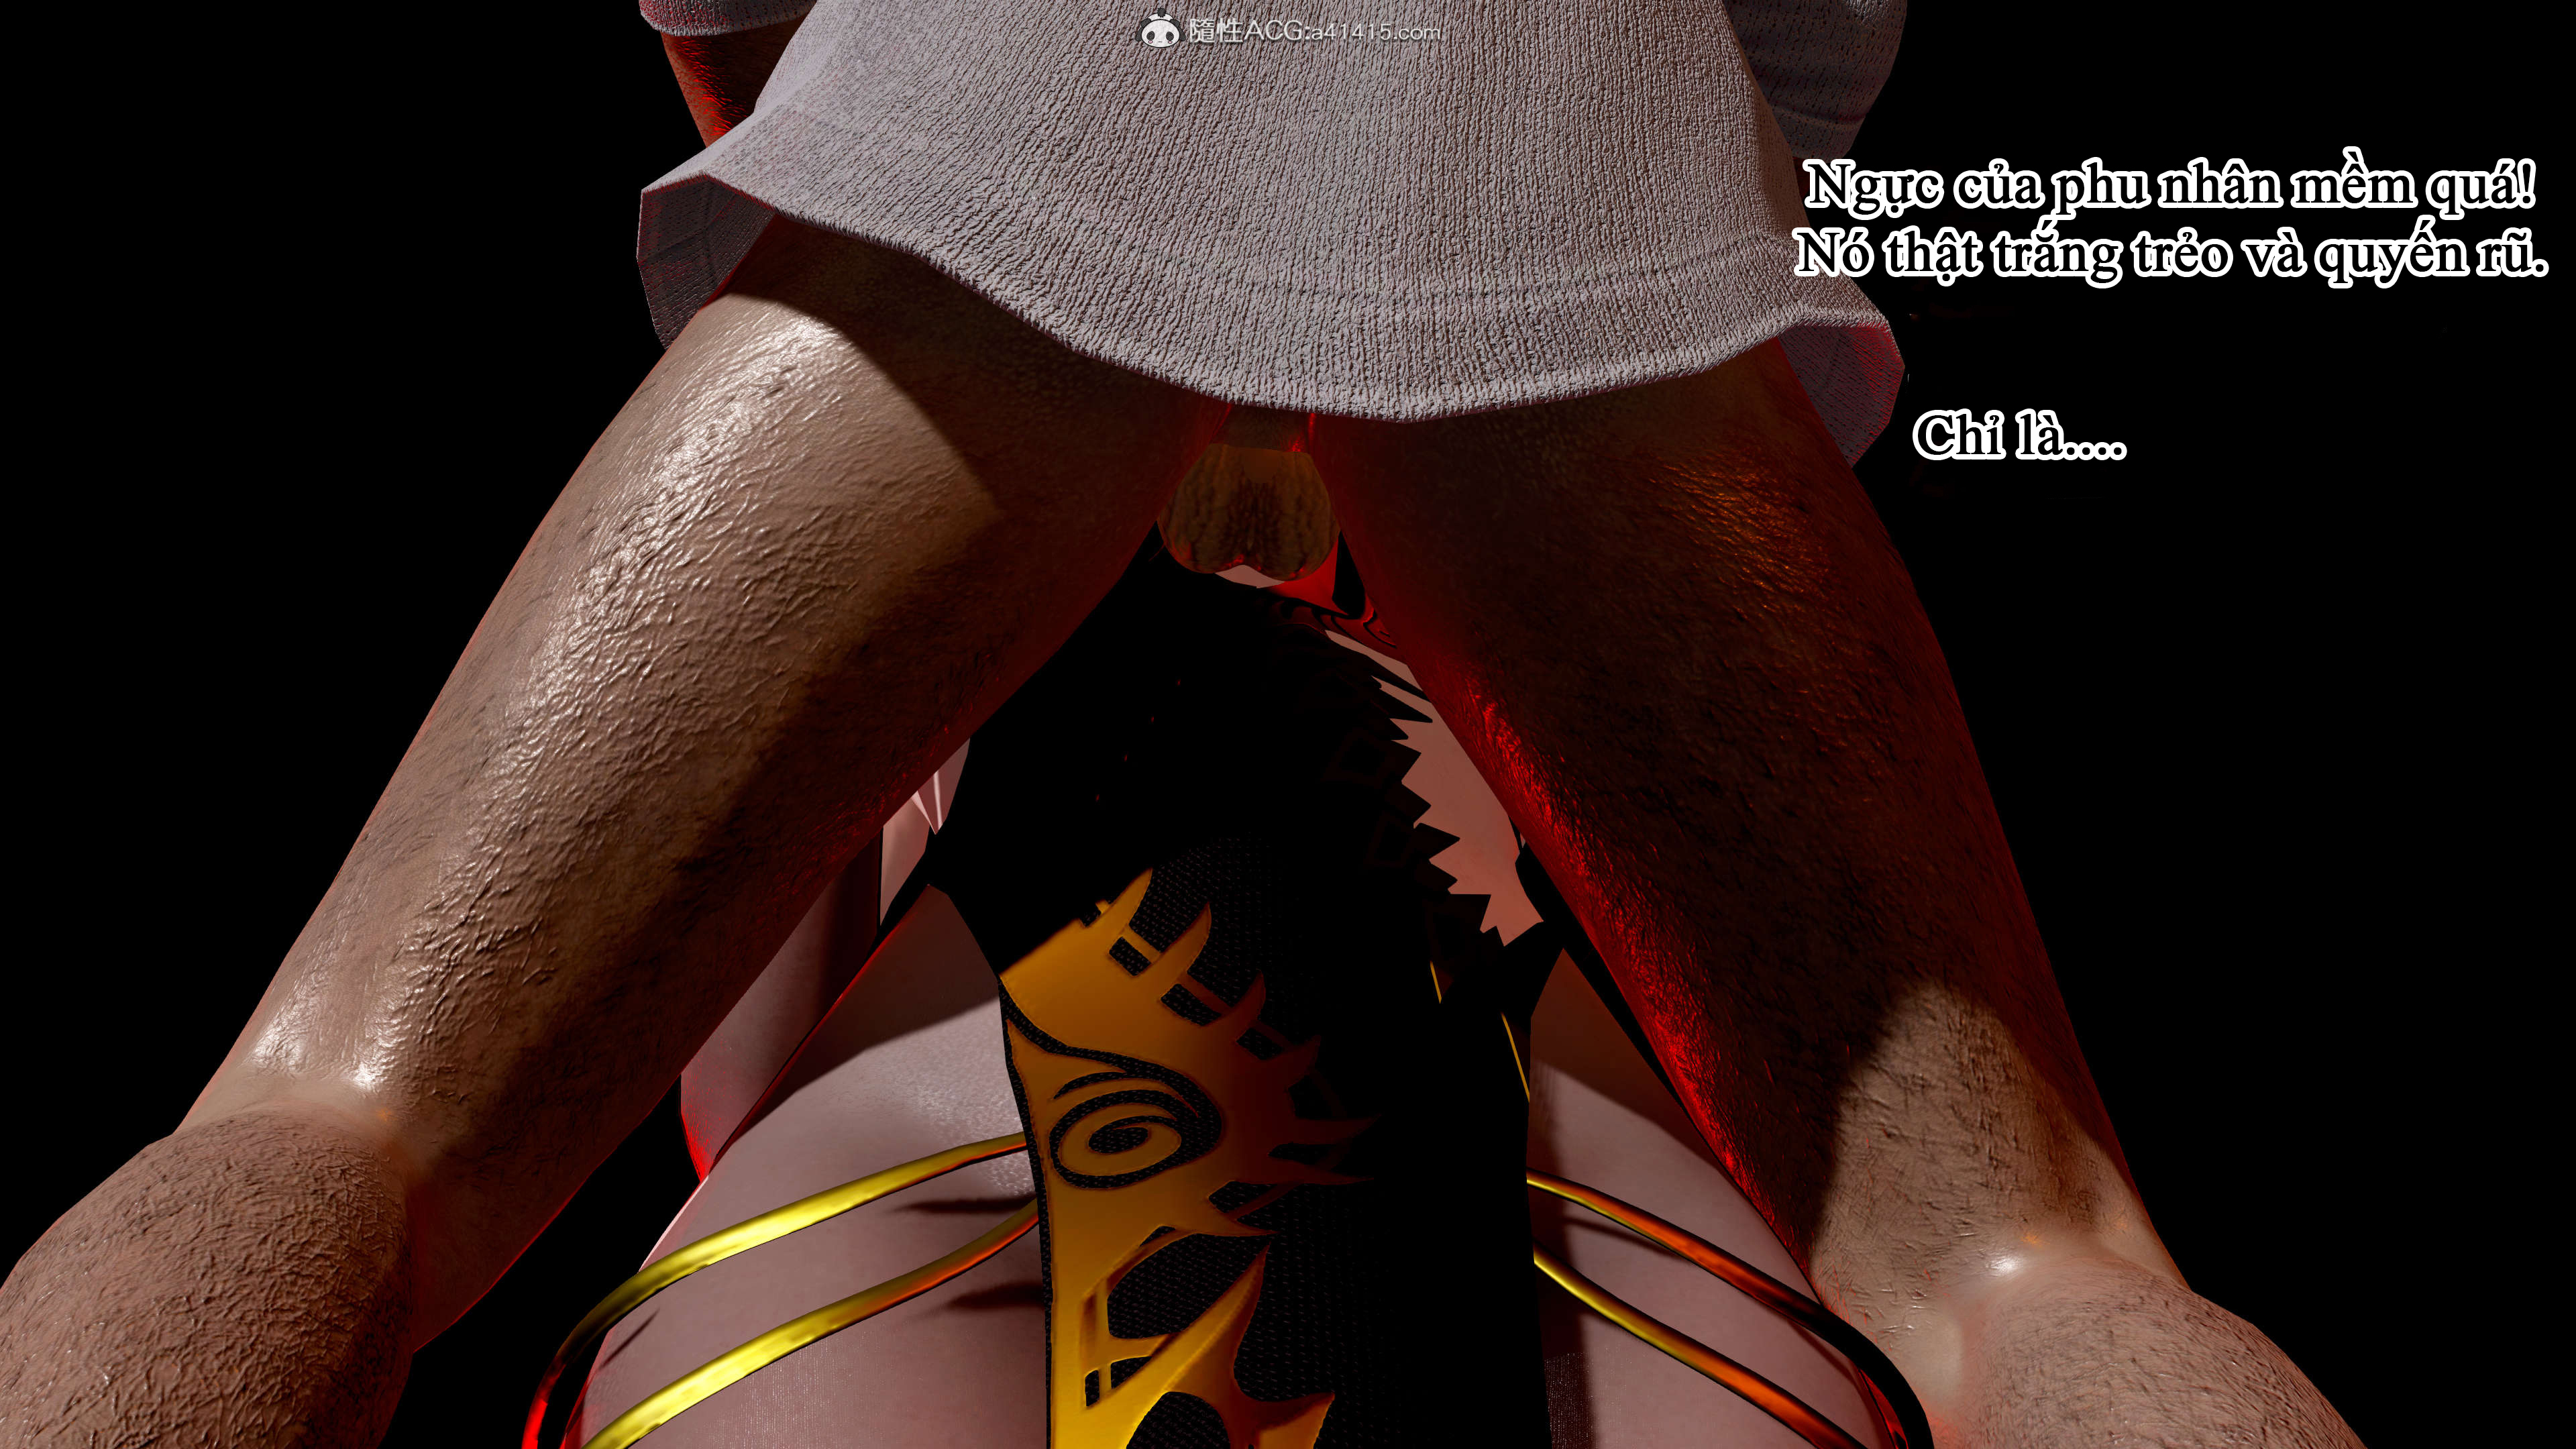 隨性ACG:a41415.com
Ngực của phu nhân mềm quá!
Nó thật trắng trẻo và quyến rũ.
Chỉ là....